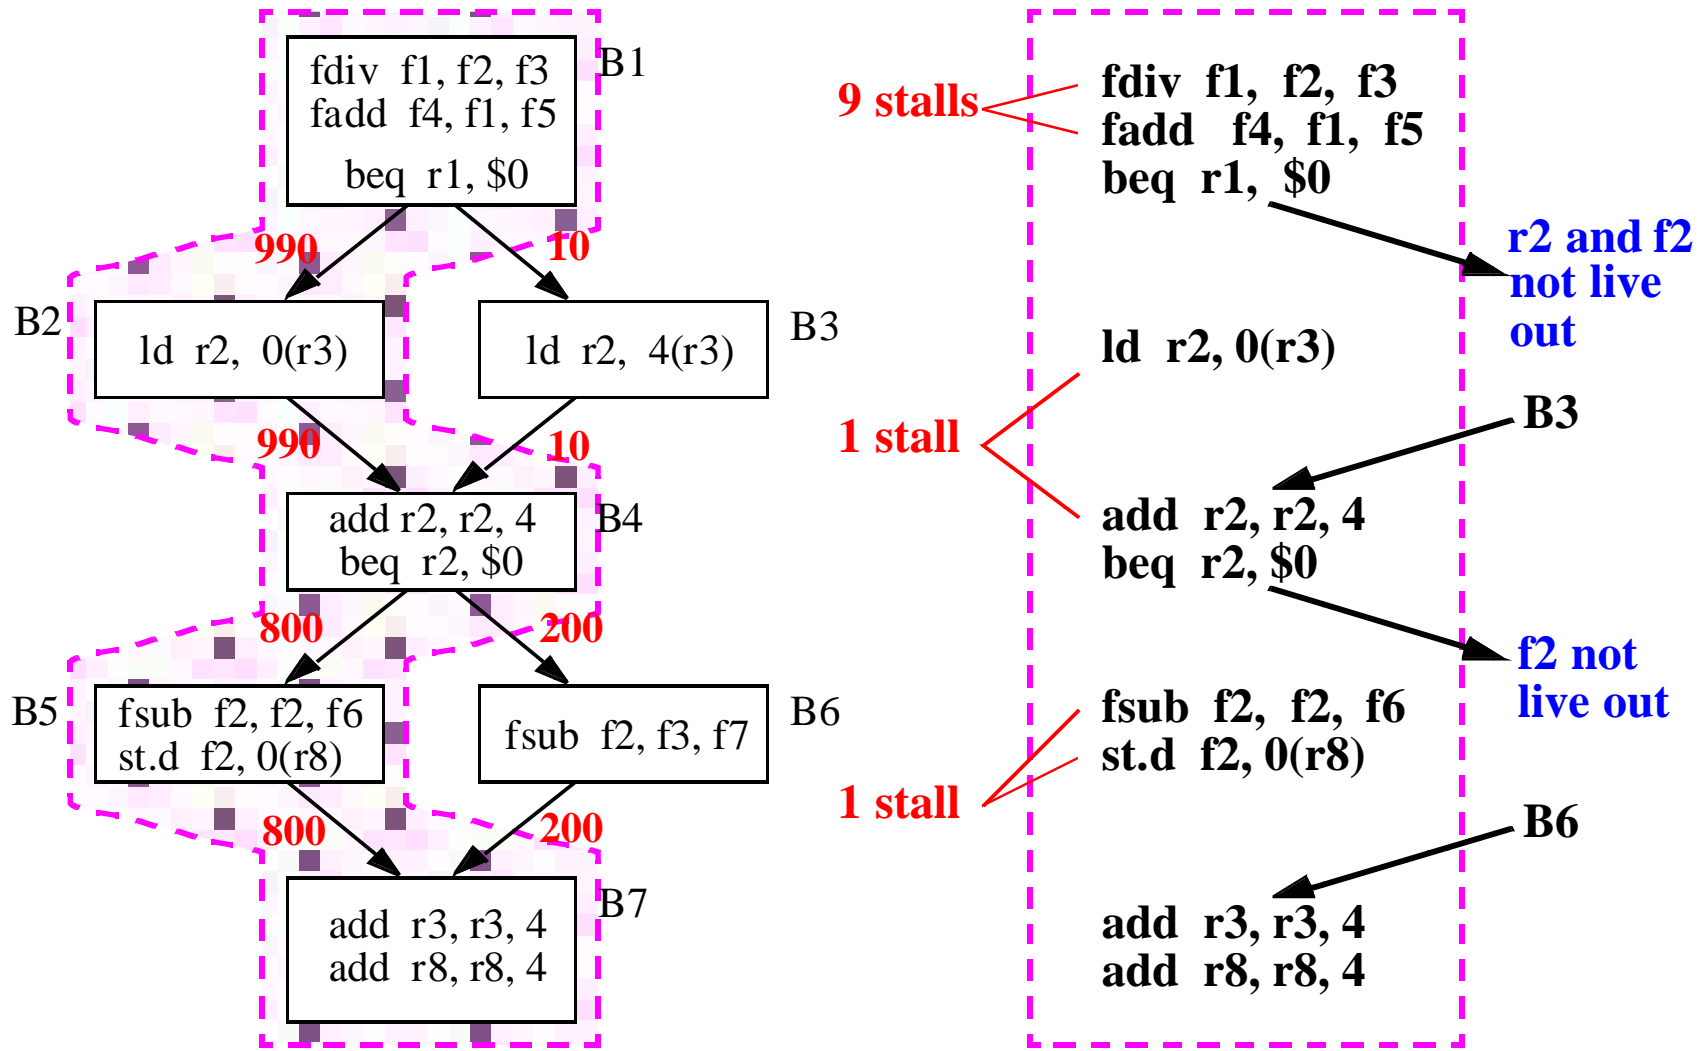 fdiv f1, f2, f3
fadd f4, f1, f5
beq r1, $0
B1
990
10
B2
ld r2, 0(r3)
ld r2, 4(r3)
B3
990
10
add r2, r2, 4
beq r2, $0
B4
800
200
B5
fsub f2, f2, f6
st.d f2, 0(r8)
fsub f2, f3, f7
B6
800
200
add r3, r3, 4
add r8, r8, 4
B7
9 stalls
fdiv f1, f2, f3
fadd f4, f1, f5
beq r1, $0
r2 and f2
not live
out
ld r2, 0(r3)
1 stall
B3
add r2, r2, 4
beq r2, $0
f2 not
live out
fsub f2, f2, f6
st.d f2, 0(r8)
1 stall
B6
add r3, r3, 4
add r8, r8, 4